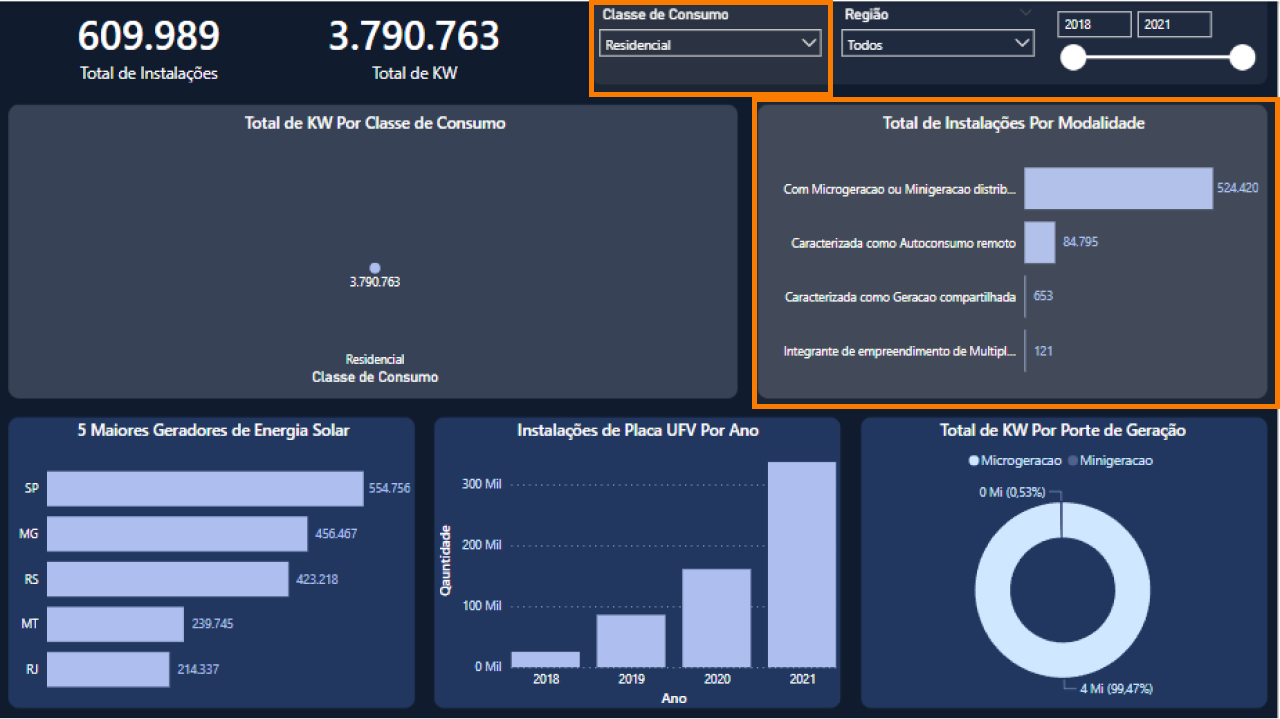 609.989
Total de Instalações
3.790.763
Total de KW
Classe de Consumo
Residencial
Região
Todos
2018
2021
Total de KW Por Classe de Consumo
3.790.763
Residencial
Classe de Consumo
Total de Instalações Por Modalidade
Com Microgeracao ou Minigeracao distrib...
524.420
Caracterizada como Autoconsumo remoto
84.795
Caracterizada como Geracao compartilhada
653
Integrante de empreendimento de Multipl...
121
5 Maiores Geradores de Energia Solar
SP
554.756
MG
456.467
RS
423.218
MT
239.745
RJ
214.337
Instalações de Placa UFV Por Ano
Qauntidade
300 Mil
200 Mil
100 Mil
0 Mil
2018
2019
2020
2021
Ano
Total de KW Por Porte de Geração
Microgeracao
Minigeracao
0 Mi (0,53%)
4 Mi (99,47%)